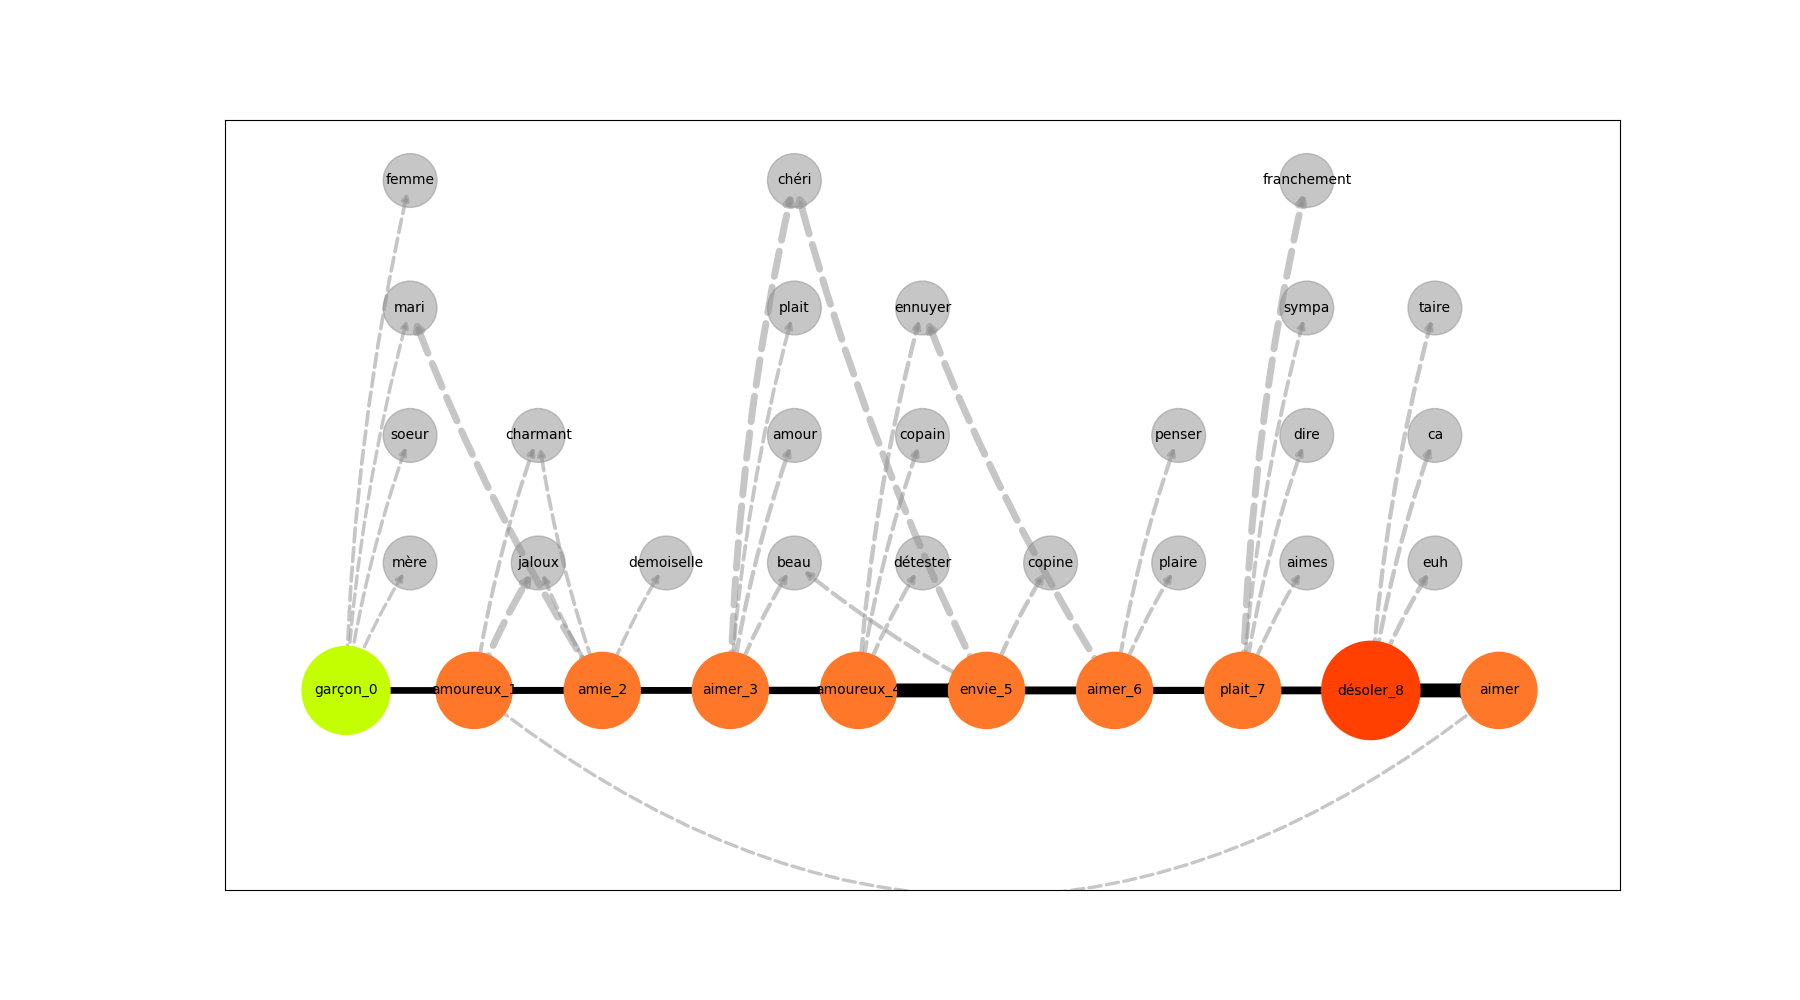 femme chéri franchement
mari plait ennuyer sympa taire
soeur charmant amour copain penser dire ca
mère jaloux demoiselle beau détester copine plaire aimes euh
garçon_0 amoureux_1 amie_2 aimer_3 amoureux_4 envie_5 aimer_6 plait_7 désoler_8 aimer